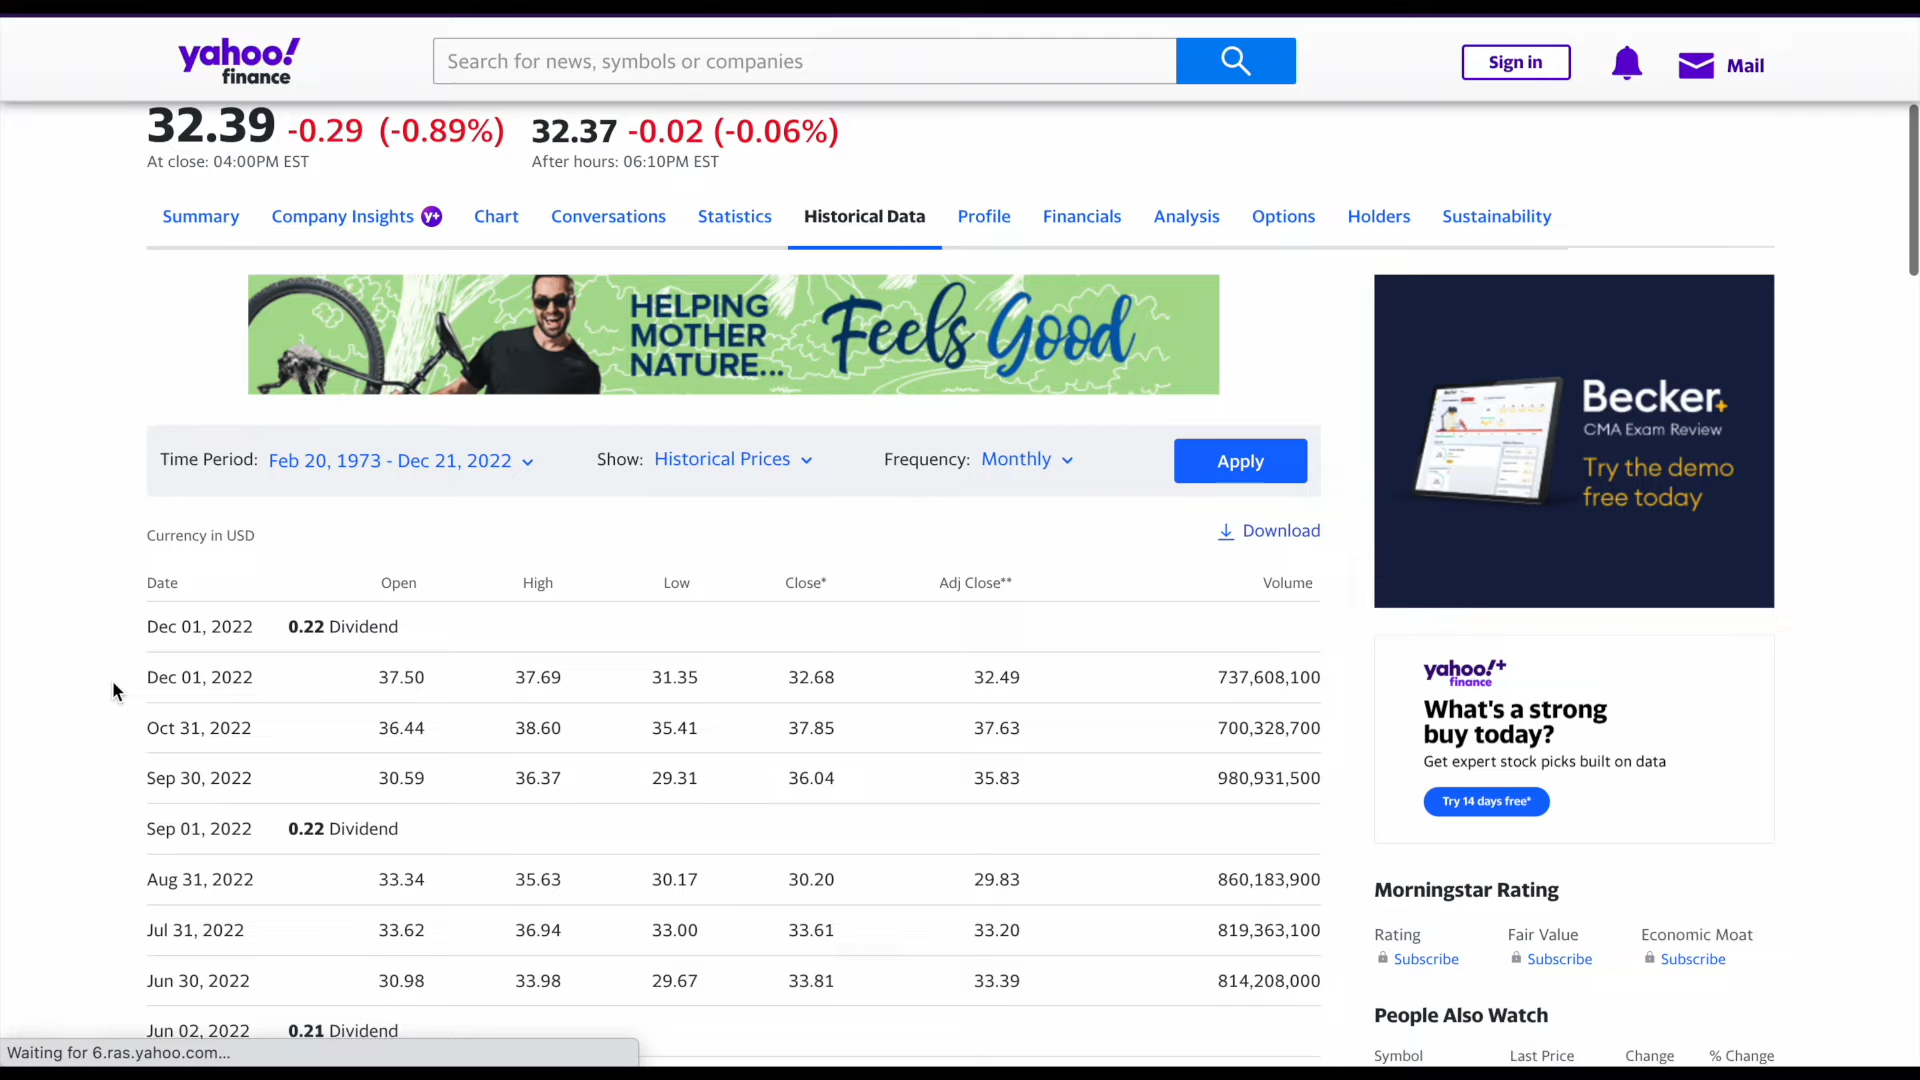 yahoo!
finance
Search for news, symbols or companies
Sign in
Mail
32.39 -0.29 (-0.89%) 32.37 -0.02 (-0.06%)
At close: 04:00PM EST After hours: 06:10PM EST
Summary Company Insights y+ Chart Conversations Statistics Historical Data Profile Financials Analysis Options Holders Sustainability
HELPING
MOTHER
NATURE...
Feels Good
Becker+
CMA Exam Review
Try the demo
free today
Time Period: Feb 20, 1973 - Dec 21, 2022 Show: Historical Prices Frequency: Monthly Apply
Currency in USD Download
Date Open High Low Close* Adj Close** Volume
Dec 01, 2022 0.22 Dividend
Dec 01, 2022 37.50 37.69 31.35 32.68 32.49 737,608,100
Oct 31, 2022 36.44 38.60 35.41 37.85 37.63 700,328,700
Sep 30, 2022 30.59 36.37 29.31 36.04 35.83 980,931,500
Sep 01, 2022 0.22 Dividend
Aug 31, 2022 33.34 35.63 30.17 30.20 29.83 860,183,900
Jul 31, 2022 33.62 36.94 33.00 33.61 33.20 819,363,100
Jun 30, 2022 30.98 33.98 29.67 33.81 33.39 814,208,000
Jun 02, 2022 0.21 Dividend
Waiting for 6.ras.yahoo.com...
yahoo!+
finance
What's a strong
buy today?
Get expert stock picks built on data
Try 14 days free*
Morningstar Rating
Rating Fair Value Economic Moat
Subscribe Subscribe Subscribe
People Also Watch
Symbol Last Price Change % Change